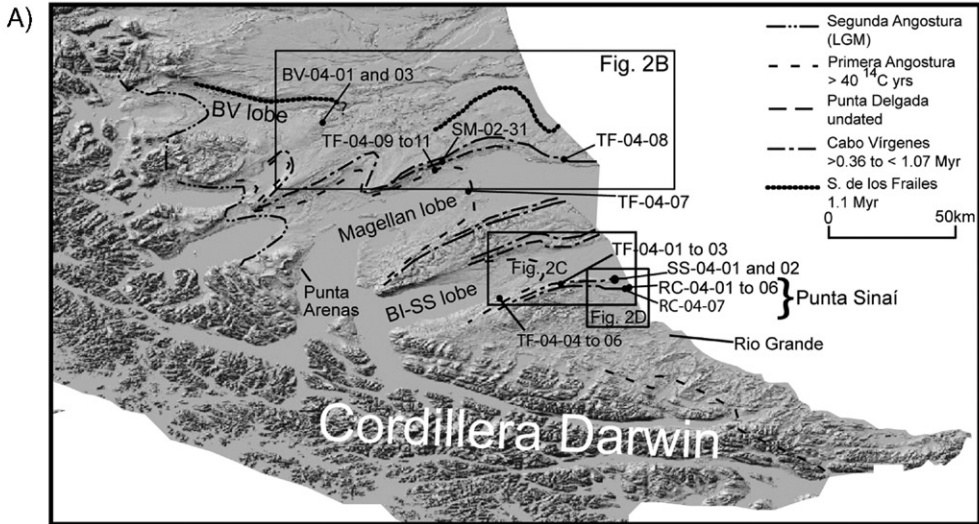 A)
Fig. 2B
BV-04-01 and 03
BV lobe
TF-04-09 to11
SM-02-31
TF-04-08
TF-04-07
Magellan lobe
TF-04-01 to 03
Fig. 2C
SS-04-01 and 02
RC-04-01 to 06
} Punta Sinaí
RC-04-07
Fig. 2D
BI-SS lobe
Punta
Arenas
TF-04-04 to 06
Rio Grande
Cordillera Darwin
Segunda Angostura
(LGM)
Primera Angostura
> 40 ¹⁴C yrs
Punta Delgada
undated
Cabo Vírgenes
>0.36 to < 1.07 Myr
S. de los Frailes
1.1 Myr
0 50km